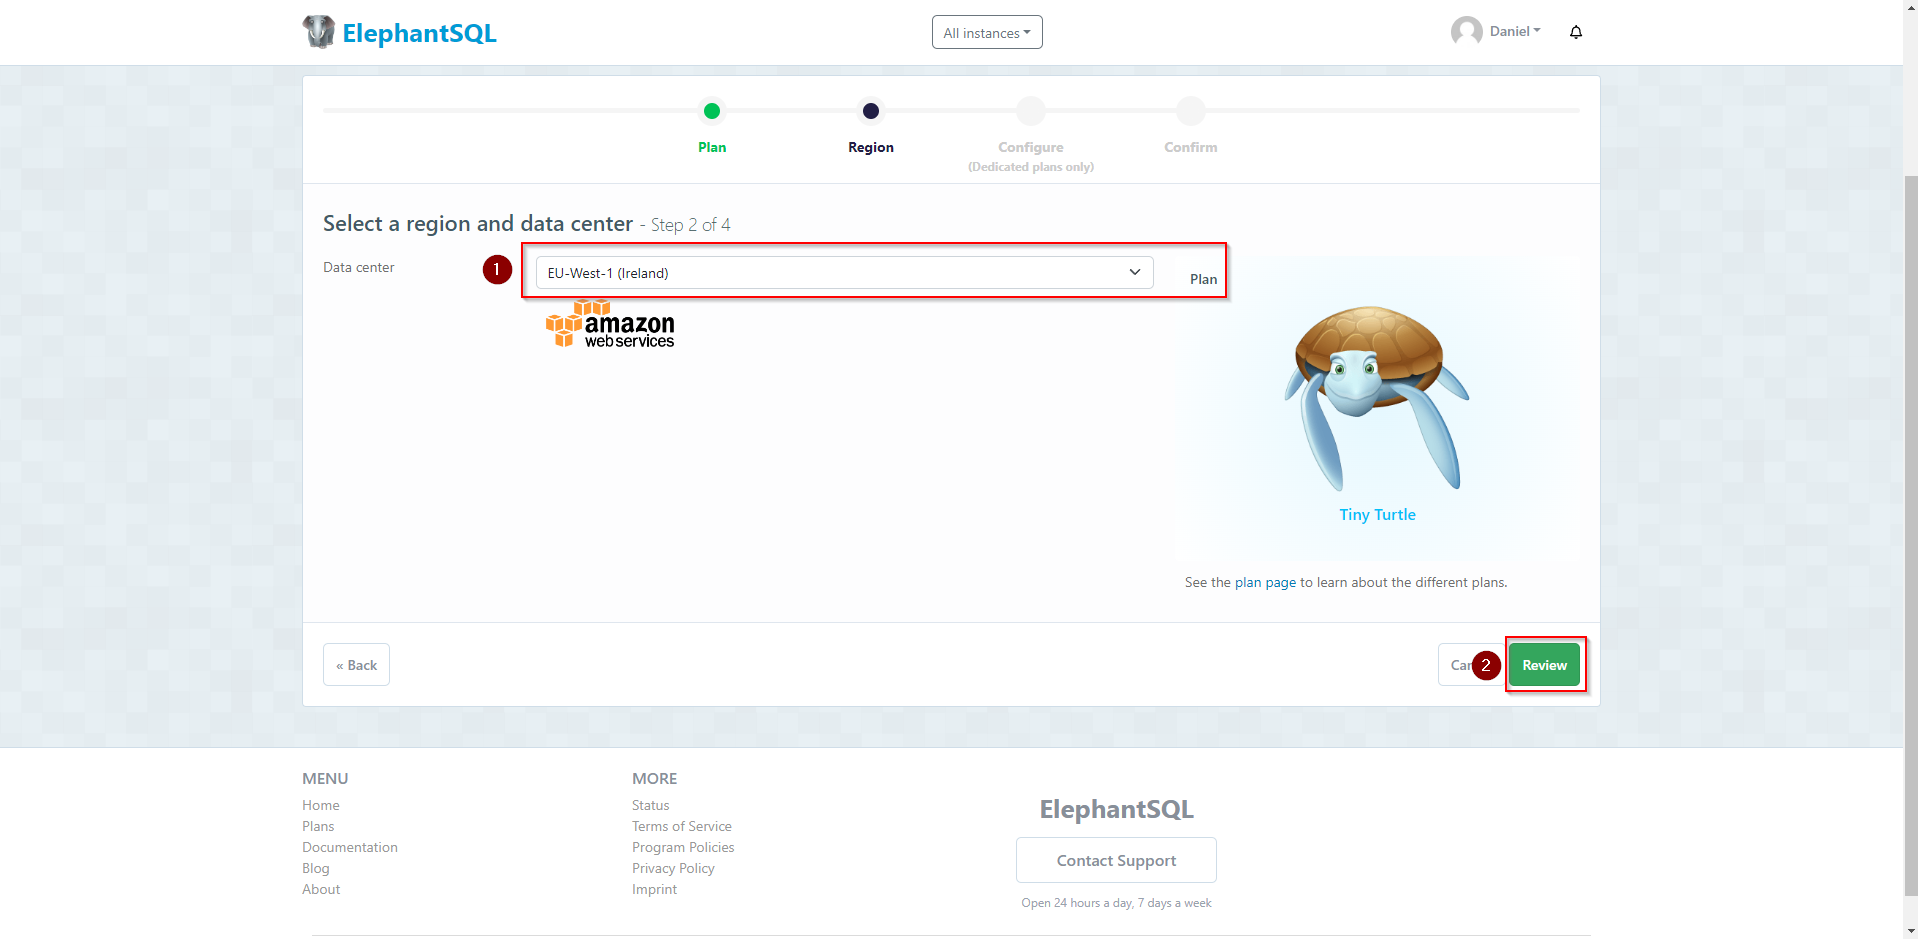 ElephantSQL
All instances
Daniel
Plan
Region
Configure
(Dedicated plans only)
Confirm
Select a region and data center - Step 2 of 4
Data center
1
EU-West-1 (Ireland)
Plan
amazon
web services
Tiny Turtle
See the plan page to learn about the different plans.
« Back
Can
2
Review
MENU
Home
Plans
Documentation
Blog
About
MORE
Status
Terms of Service
Program Policies
Privacy Policy
Imprint
ElephantSQL
Contact Support
Open 24 hours a day, 7 days a week